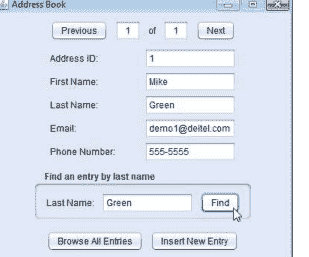 Address Book
Previous 1 of 1 Next
Address ID: 1
First Name: Mike
Last Name: Green
Email: demo1@deitel.com
Phone Number: 555-5555
Find an entry by last name
Last Name: Green Find
Browse All Entries Insert New Entry